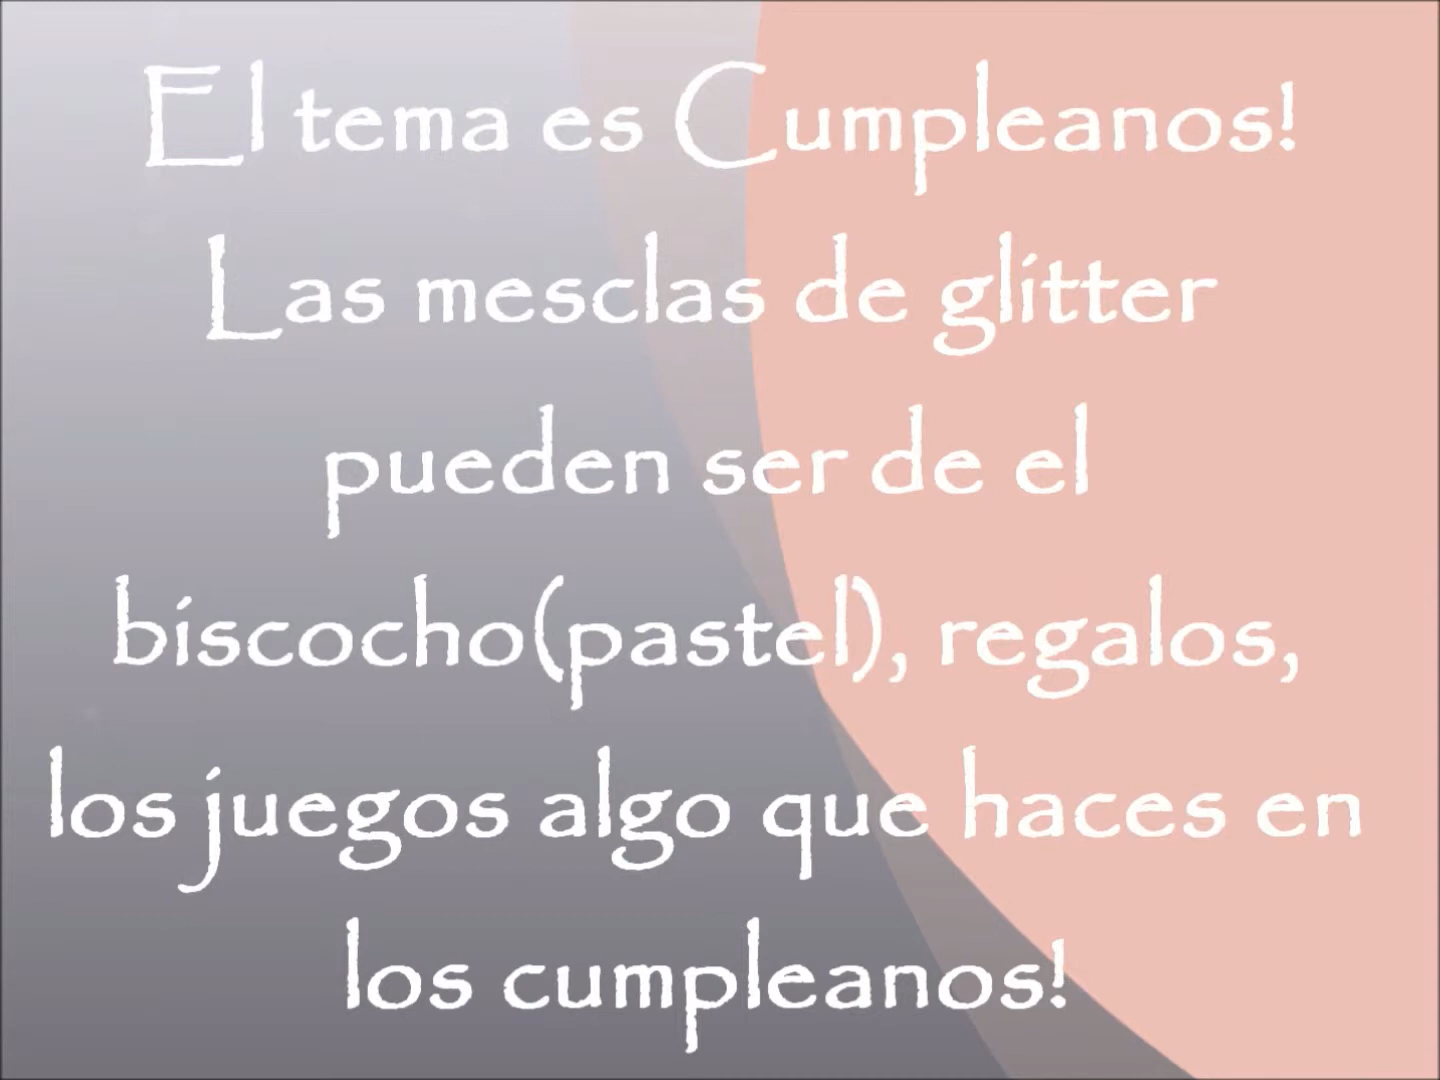 El tema es Cumpleanos!
Las mesclas de glitter
pueden ser de el
biscocho(pastel), regalos,
los juegos algo que haces en
los cumpleanos!